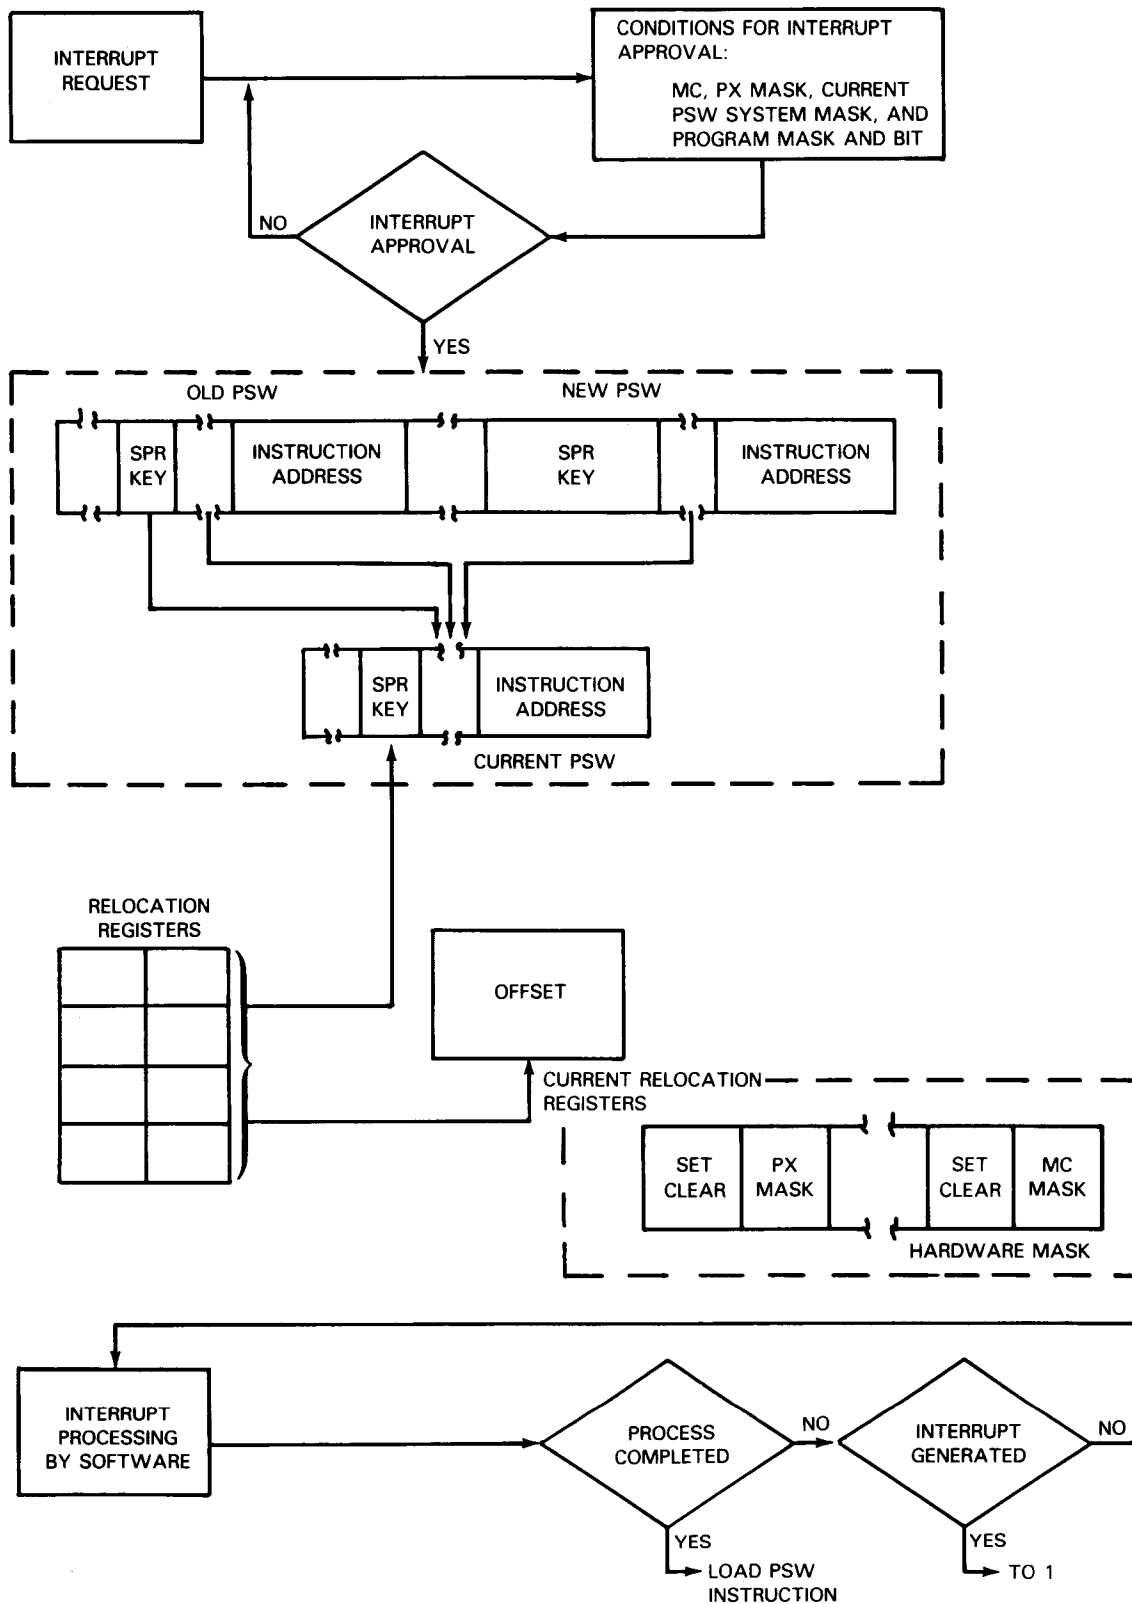 INTERRUPT
REQUEST
CONDITIONS FOR INTERRUPT
APPROVAL:
MC, PX MASK, CURRENT
PSW SYSTEM MASK, AND
PROGRAM MASK AND BIT
NO
INTERRUPT
APPROVAL
YES
OLD PSW
NEW PSW
SPR
KEY
INSTRUCTION
ADDRESS
SPR
KEY
INSTRUCTION
ADDRESS
SPR
KEY
INSTRUCTION
ADDRESS
CURRENT PSW
RELOCATION
REGISTERS
OFFSET
CURRENT RELOCATION
REGISTERS
SET
CLEAR
PX
MASK
SET
CLEAR
MC
MASK
HARDWARE MASK
INTERRUPT
PROCESSING
BY SOFTWARE
PROCESS
COMPLETED
NO
INTERRUPT
GENERATED
NO
YES
LOAD PSW
INSTRUCTION
YES
TO 1